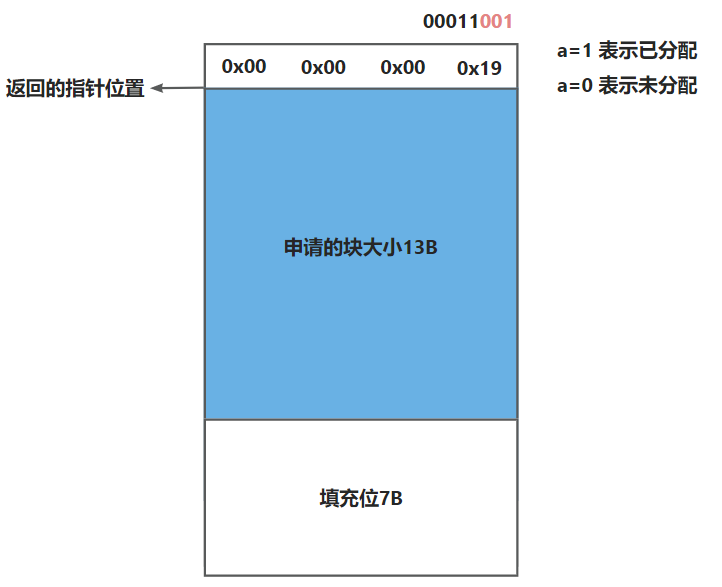 00011001
a=1 表示已分配
0x00 0x00 0x00 0x19
返回的指针位置
a=0 表示未分配
申请的块大小13B
填充位7B